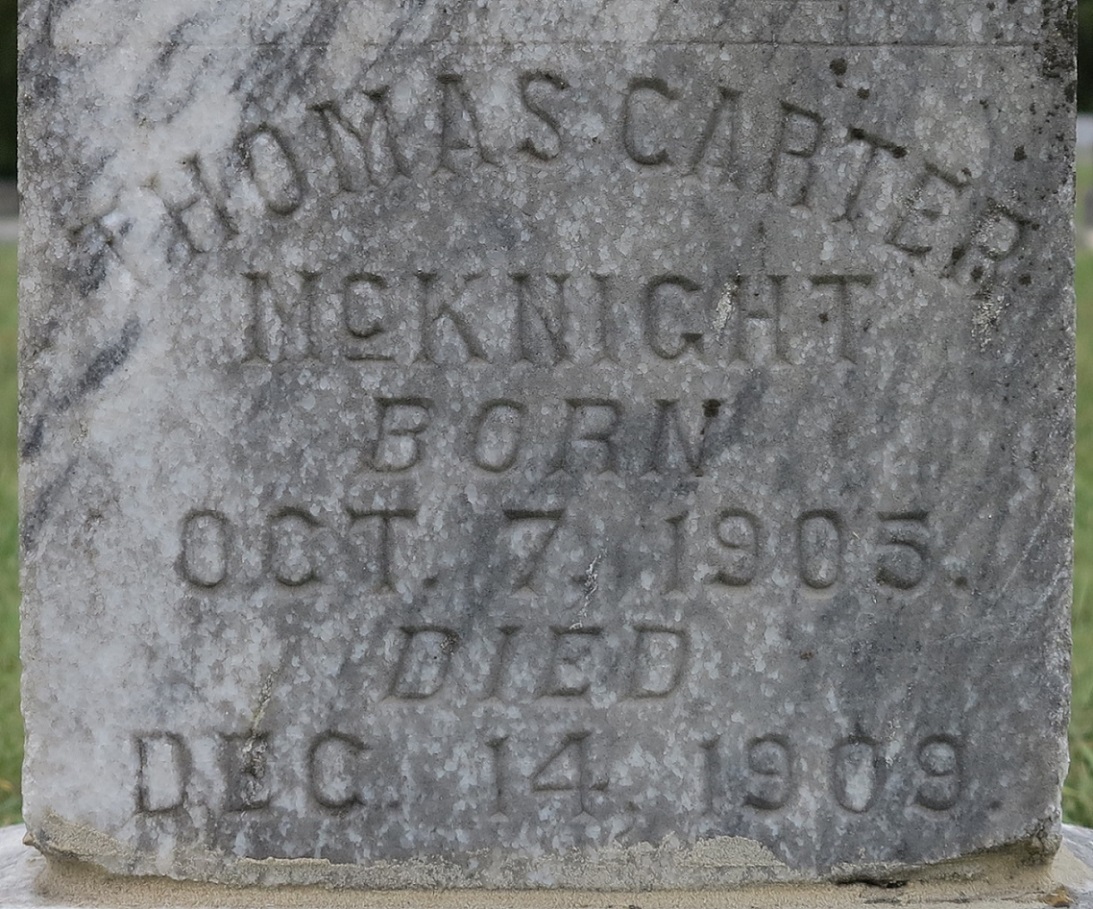 THOMAS CARTER
McKNIGHT
BORN
OCT. 7, 1905.
DIED
DEC. 14, 1909.